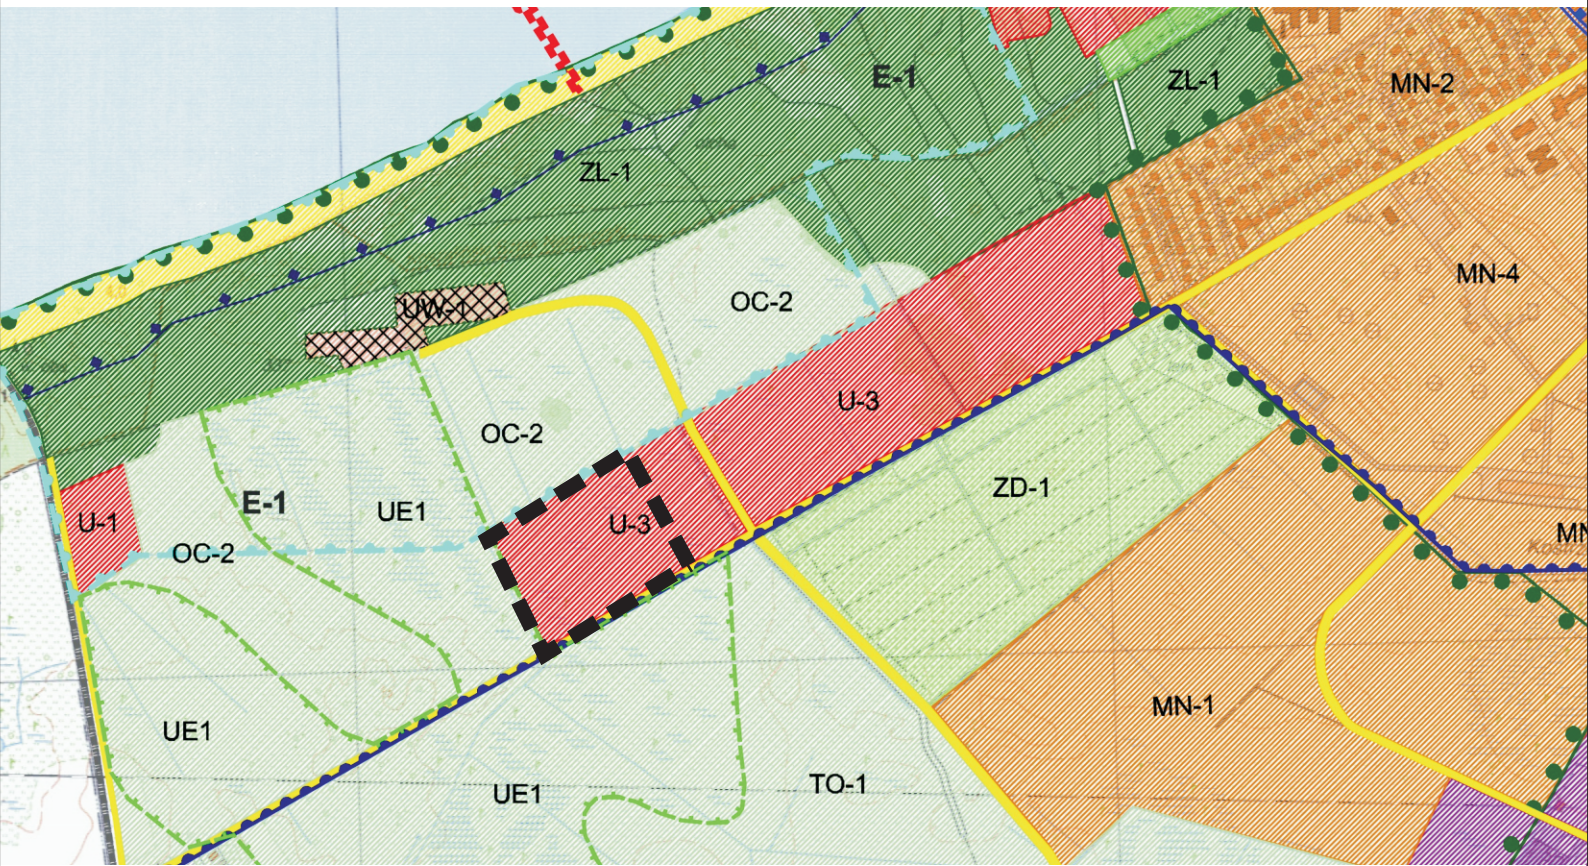 E-1
ZL-1
MN-2
ZL-1
MN-4
UW-1
OC-2
U-3
OC-2
ZD-1
E-1
UE1
U-1
U-3
OC-2
MN
MN-1
UE1
TO-1
UE1